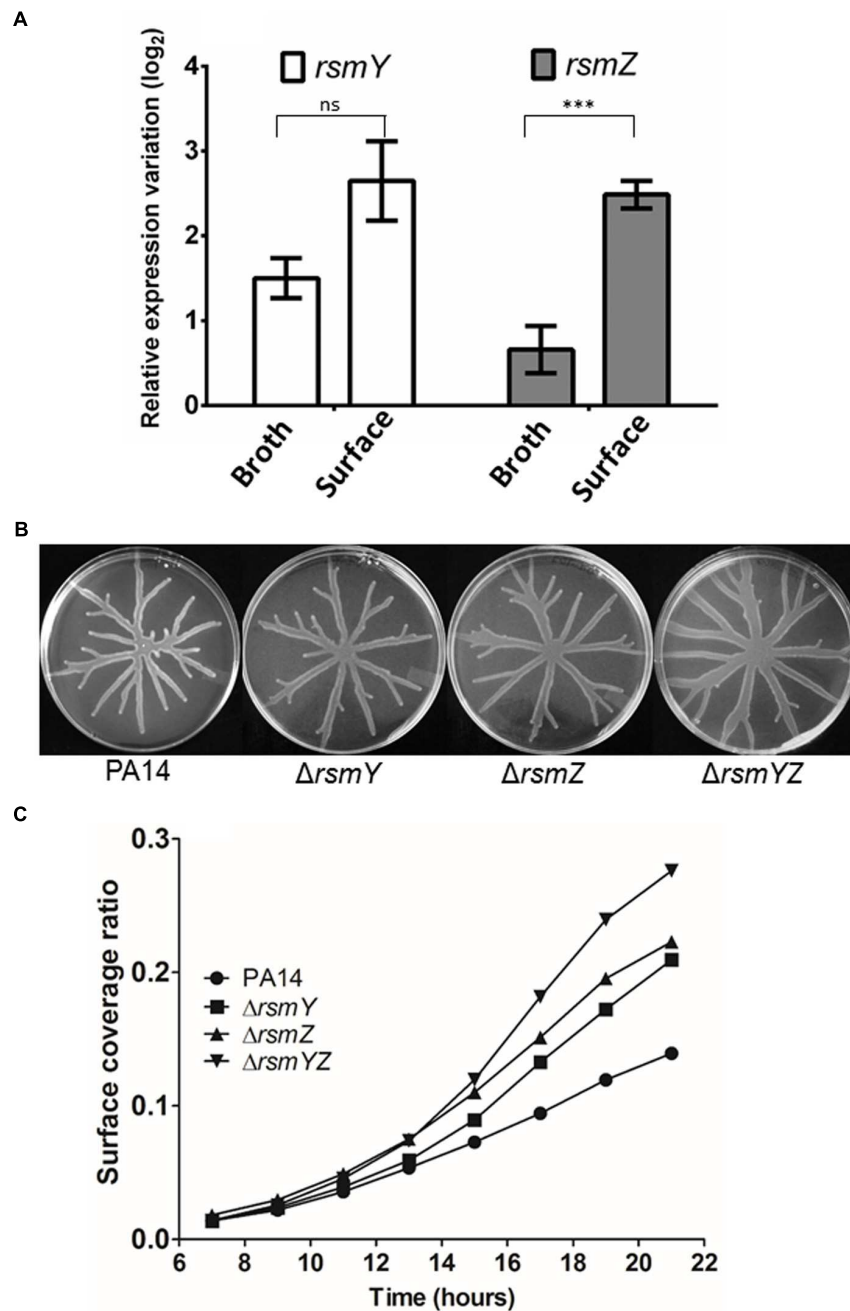 A
Relative expression variation (log₂)
4
3
2
1
0
rsmY
rsmZ
ns
***
Broth
Surface
Broth
Surface
B
PA14
ΔrsmY
ΔrsmZ
ΔrsmYZ
C
Surface coverage ratio
0.3
0.2
0.1
0.0
PA14
ΔrsmY
ΔrsmZ
ΔrsmYZ
6 8 10 12 14 16 18 20 22
Time (hours)